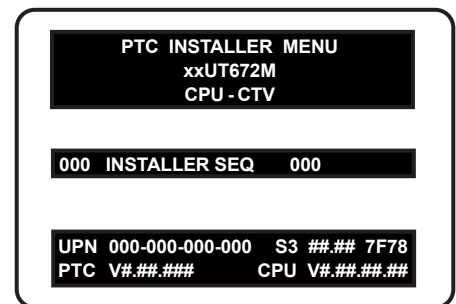 PTC INSTALLER MENU
xxUT672M
CPU - CTV
000 INSTALLER SEQ 000
UPN 000-000-000-000 S3 ##.## 7F78
PTC V#.##.### CPU V#.##.##.##